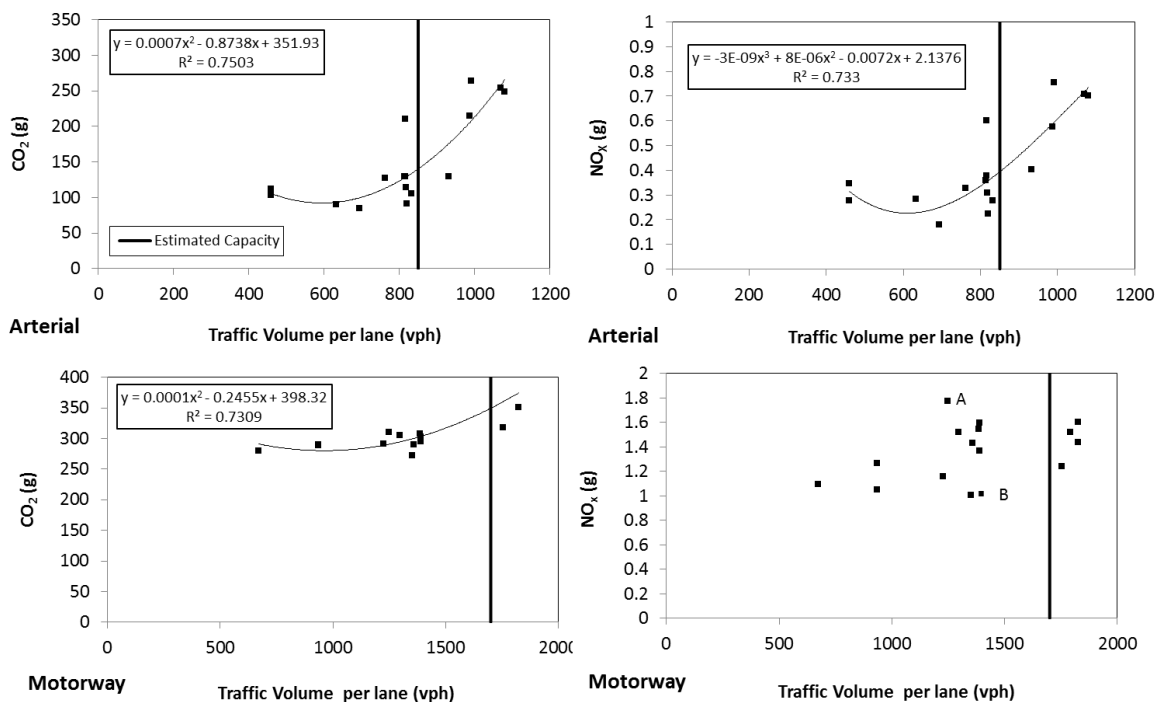 350
300
250
200
150
100
50
0
CO₂ (g)
y = 0.0007x² - 0.8738x + 351.93
R² = 0.7503
Estimated Capacity
0 200 400 600 800 1000 1200
Arterial
Traffic Volume per lane (vph)
1
0.9
0.8
0.7
0.6
0.5
0.4
0.3
0.2
0.1
0
NOₓ (g)
y = -3E-09x³ + 8E-06x² - 0.0072x + 2.1376
R² = 0.733
0 200 400 600 800 1000 1200
Arterial
Traffic Volume per lane (vph)
400
350
300
250
200
150
100
50
0
CO₂ (g)
y = 0.0001x² - 0.2455x + 398.32
R² = 0.7309
0 500 1000 1500 2000
Motorway
Traffic Volume per lane (vph)
2
1.8
1.6
1.4
1.2
1
0.8
0.6
0.4
0.2
0
NOₓ (g)
A
B
0 500 1000 1500 2000
Motorway
Traffic Volume per lane (vph)